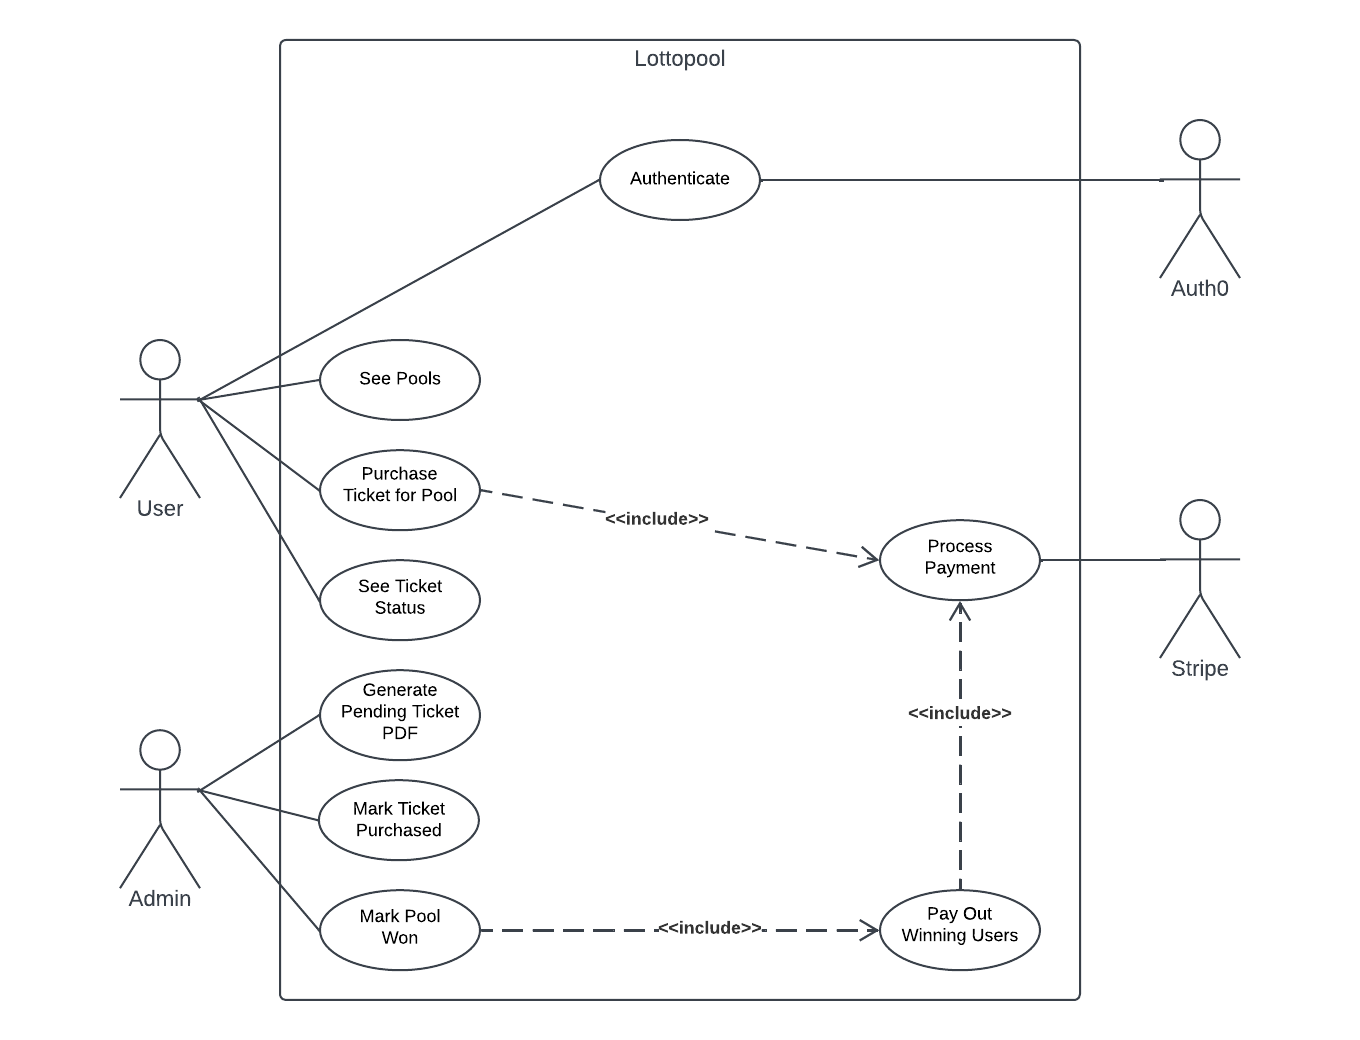 Lottopool
Authenticate
Auth0
See Pools
User
Purchase
Ticket for Pool
<<include>>
Process
Payment
See Ticket
Status
Stripe
Generate
Pending Ticket
PDF
<<include>>
Mark Ticket
Purchased
Admin
Mark Pool
Won
<<include>>
Pay Out
Winning Users